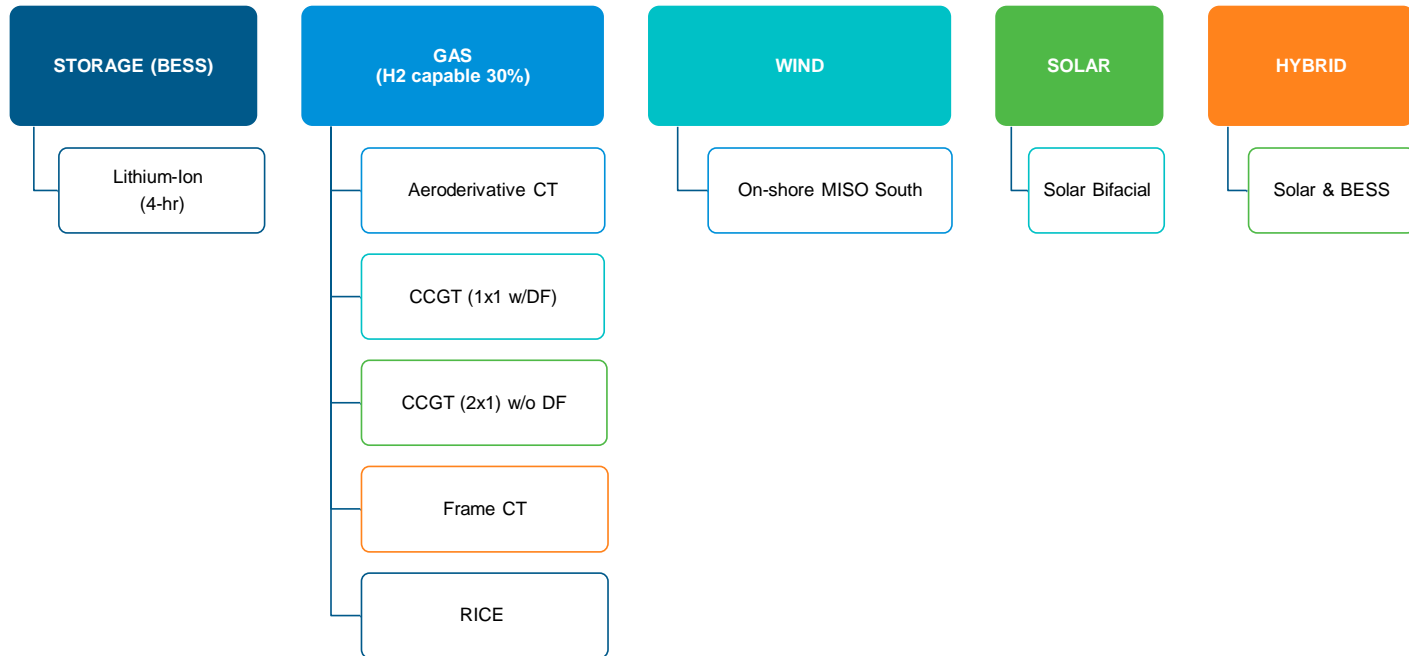 STORAGE (BESS)
Lithium-Ion
(4-hr)
GAS
(H2 capable 30%)
Aeroderivative CT
CCGT (1x1 w/DF)
CCGT (2x1) w/o DF
Frame CT
RICE
WIND
On-shore MISO South
SOLAR
Solar Bifacial
HYBRID
Solar & BESS